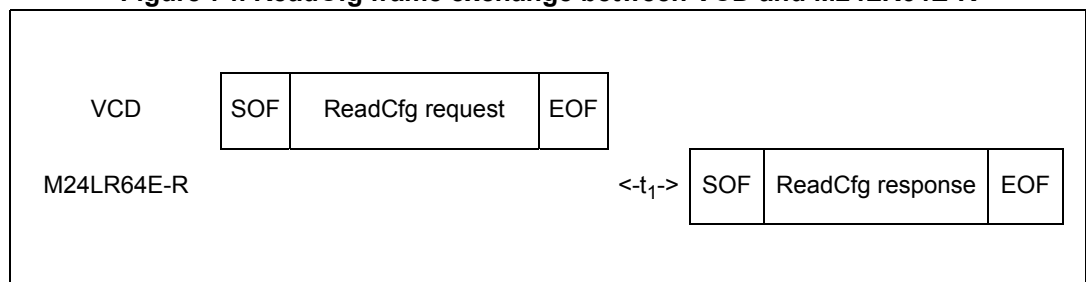 VCD SOF ReadCfg request EOF
M24LR64E-R <-t₁-> SOF ReadCfg response EOF